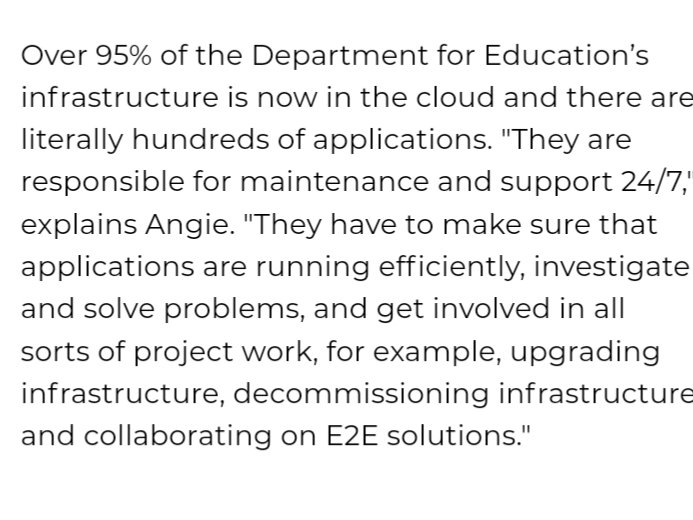 Over 95% of the Department for Education’s
infrastructure is now in the cloud and there are
literally hundreds of applications. "They are
responsible for maintenance and support 24/7,"
explains Angie. "They have to make sure that
applications are running efficiently, investigate
and solve problems, and get involved in all
sorts of project work, for example, upgrading
infrastructure, decommissioning infrastructure
and collaborating on E2E solutions."